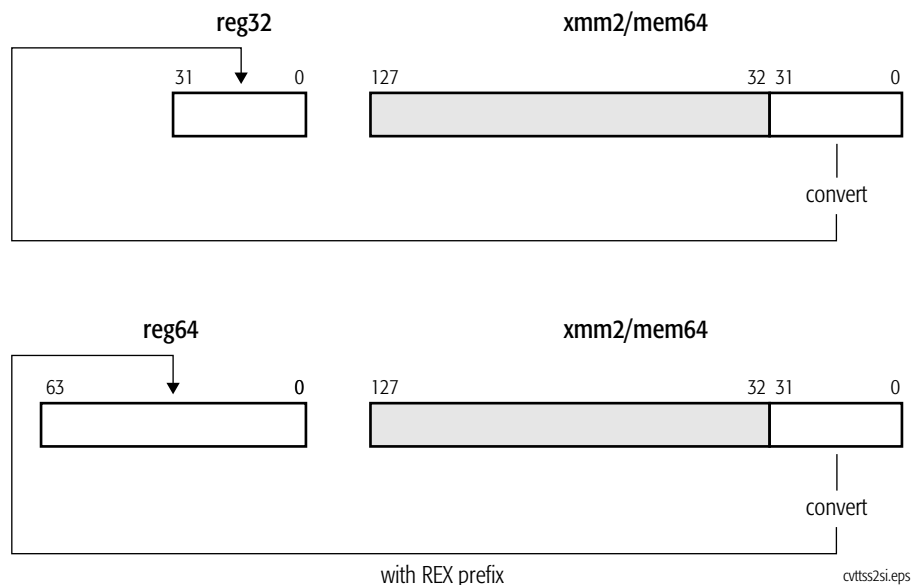 reg32 xmm2/mem64
31 0 127 32 31 0
convert
reg64 xmm2/mem64
63 0 127 32 31 0
convert
with REX prefix cvttss2si.eps